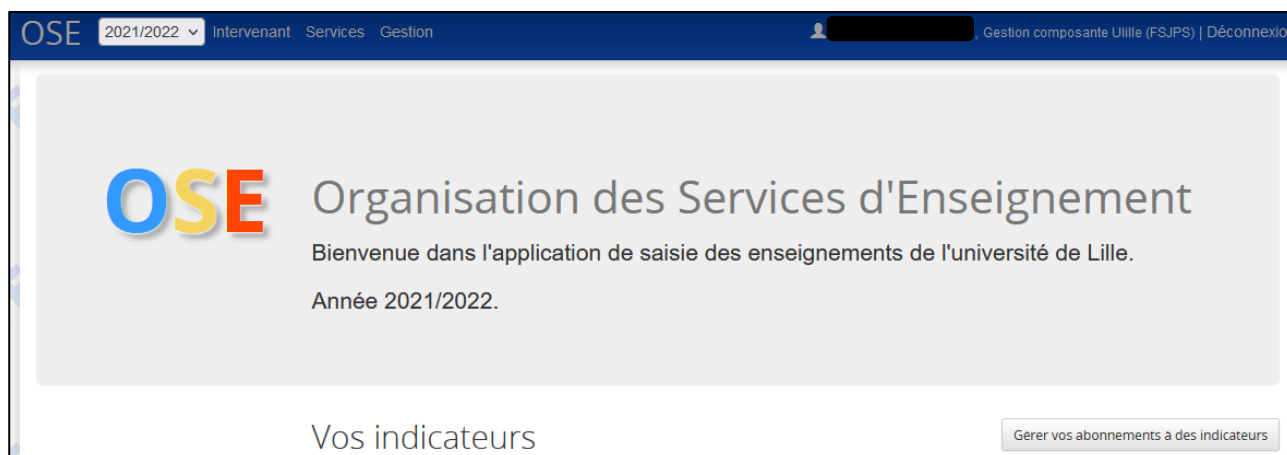 OSE 2021/2022 Intervenant Services Gestion , Gestion composante Ulille (FSJPS) | Déconnexio
OSE Organisation des Services d'Enseignement
Bienvenue dans l'application de saisie des enseignements de l'université de Lille.
Année 2021/2022.
Vos indicateurs Gérer vos abonnements à des indicateurs